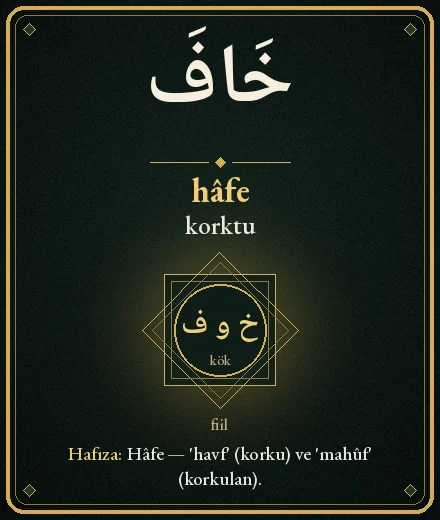 خَافَ
hâfe
korktu
خ و ف
kök
fiil
Hafıza: Hâfe — 'havf' (korku) ve 'mahûf'
(korkulan).